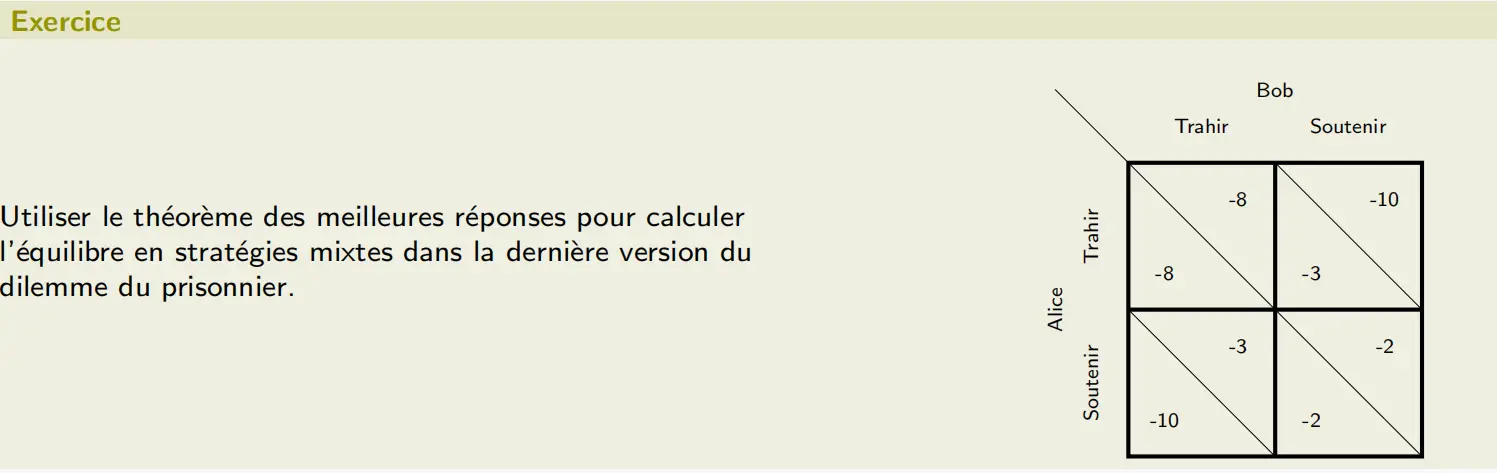 Exercice
Utiliser le théorème des meilleures réponses pour calculer
l'équilibre en stratégies mixtes dans la dernière version du
dilemme du prisonnier.
Bob
Trahir Soutenir
Alice
Trahir
-8 -10
-8 -3
Soutenir
-3 -2
-10 -2